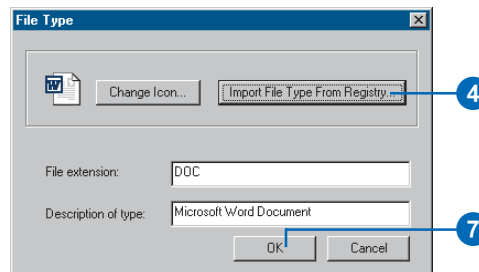 File Type
Change Icon... Import File Type From Registry... 4
File extension: DOC
Description of type: Microsoft Word Document
7
OK Cancel